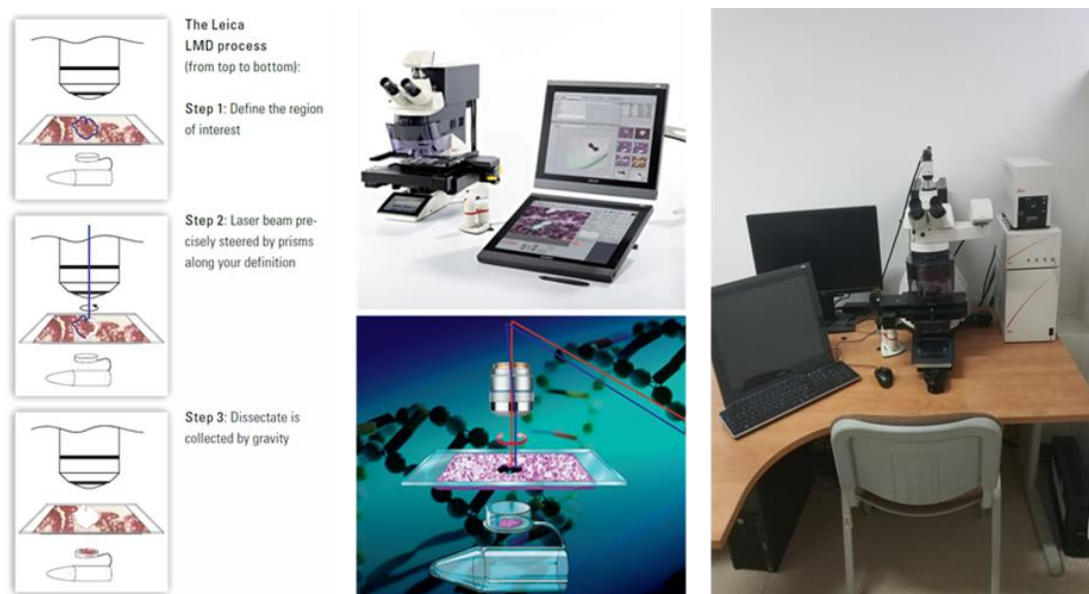 The Leica
LMD process
(from top to bottom):
Step 1: Define the region
of interest
Step 2: Laser beam pre-
cisely steered by prisms
along your definition
Step 3: Dissectate is
collected by gravity